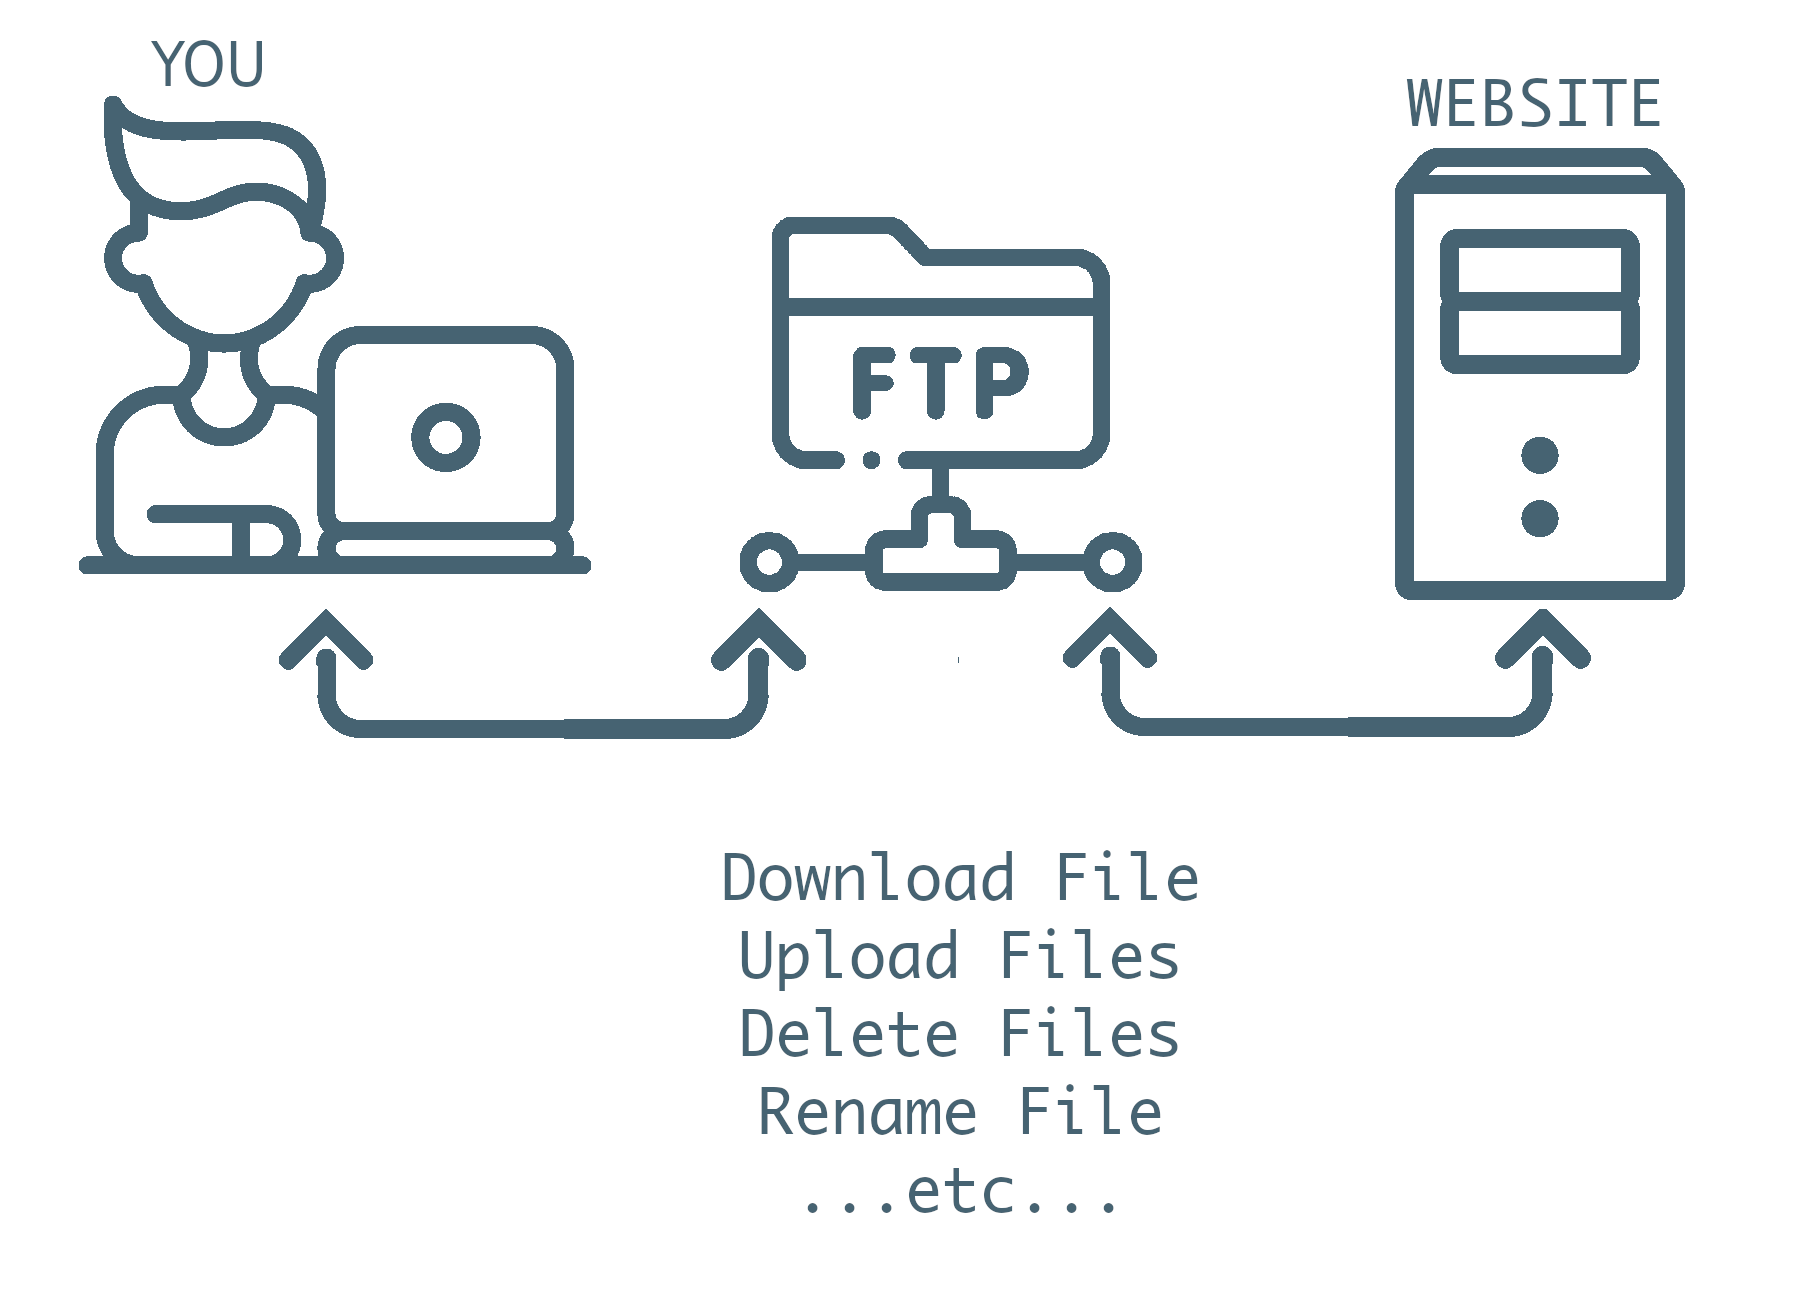 YOU
WEBSITE
FTP
Download File
Upload Files
Delete Files
Rename File
...etc...